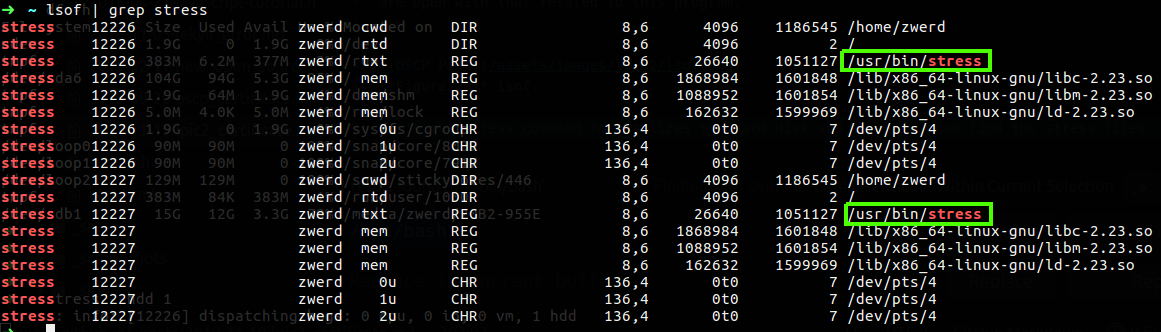 ➜ ~ lsof | grep stress
stress 12226 zwerd cwd DIR 8,6 4096 1186545 /home/zwerd
stress 12226 zwerd rtd DIR 8,6 4096 2 /
stress 12226 zwerd txt REG 8,6 26640 1051127 /usr/bin/stress
stress 12226 zwerd mem REG 8,6 1868984 1601848 /lib/x86_64-linux-gnu/libc-2.23.so
stress 12226 zwerd mem REG 8,6 1088952 1601854 /lib/x86_64-linux-gnu/libm-2.23.so
stress 12226 zwerd mem REG 8,6 162632 1599969 /lib/x86_64-linux-gnu/ld-2.23.so
stress 12226 zwerd 0u CHR 136,4 0t0 7 /dev/pts/4
stress 12226 zwerd 1u CHR 136,4 0t0 7 /dev/pts/4
stress 12226 zwerd 2u CHR 136,4 0t0 7 /dev/pts/4
stress 12227 zwerd cwd DIR 8,6 4096 1186545 /home/zwerd
stress 12227 zwerd rtd DIR 8,6 4096 2 /
stress 12227 zwerd txt REG 8,6 26640 1051127 /usr/bin/stress
stress 12227 zwerd mem REG 8,6 1868984 1601848 /lib/x86_64-linux-gnu/libc-2.23.so
stress 12227 zwerd mem REG 8,6 1088952 1601854 /lib/x86_64-linux-gnu/libm-2.23.so
stress 12227 zwerd mem REG 8,6 162632 1599969 /lib/x86_64-linux-gnu/ld-2.23.so
stress 12227 zwerd 0u CHR 136,4 0t0 7 /dev/pts/4
stress 12227 zwerd 1u CHR 136,4 0t0 7 /dev/pts/4
stress 12227 zwerd 2u CHR 136,4 0t0 7 /dev/pts/4